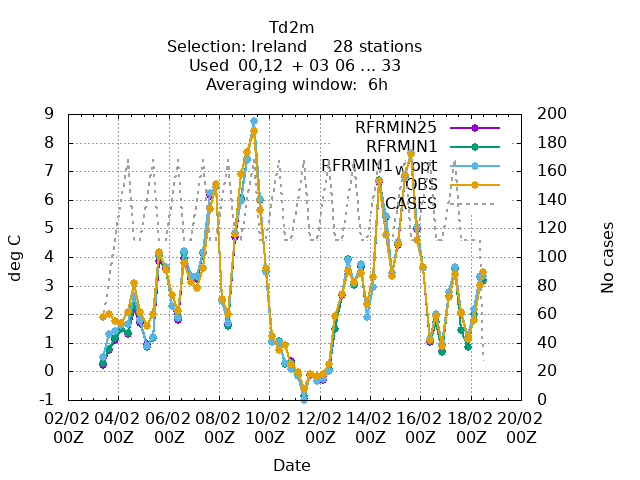 Td2m
Selection: Ireland 28 stations
Used 00,12 + 03 06 ... 33
Averaging window: 6h
RFRMIN25
RFRMIN1
RFRMIN1wopt
OBS
CASES
deg C
9
8
7
6
5
4
3
2
1
0
-1
No cases
200
180
160
140
120
100
80
60
40
20
0
02/02 04/02 06/02 08/02 10/02 12/02 14/02 16/02 18/02 20/02
00Z 00Z 00Z 00Z 00Z 00Z 00Z 00Z 00Z 00Z
Date